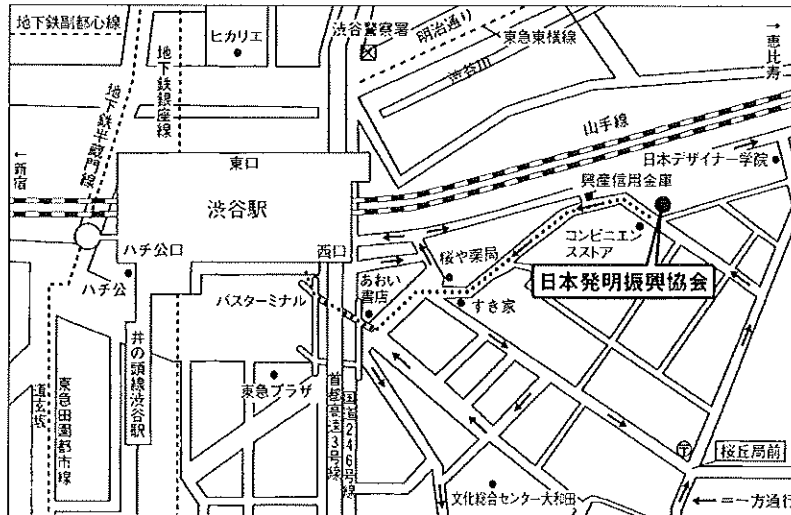 地下鉄副都心線
ヒカリエ
渋谷警察署
明治通り
東急東横線
渋谷川
→恵比寿
地下鉄銀座線
地下鉄半蔵門線
←新宿
山手線
日本デザイナー学院
東口
渋谷駅
西口
ハチ公口
ハチ公
興産信用金庫
コンビニエン
スストア
日本発明振興協会
桜や薬局
すき家
あおい
書店
バスターミナル
井の頭線渋谷駅
東急プラザ
首都高速3号線
国道246号線
道玄坂
東急田園都市線
文化総合センター大和田
〒
桜丘局前
←=一方通行